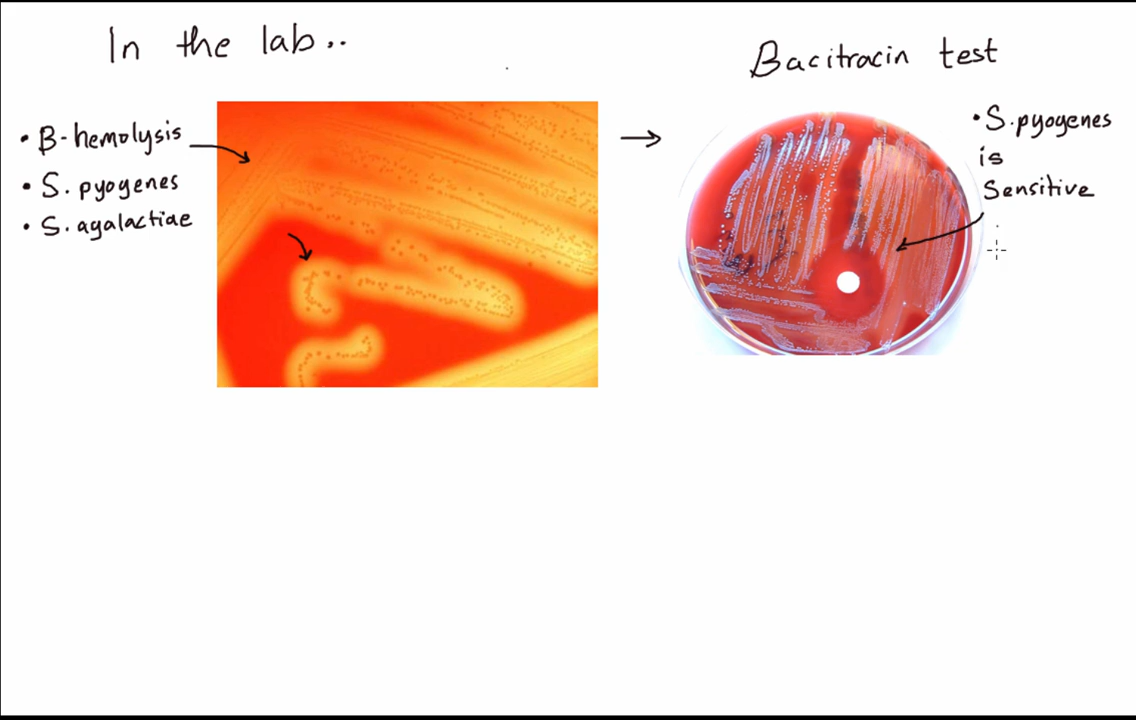 In the lab..
• β-hemolysis
• S. pyogenes
• S. agalactiae
Bacitracin test
• S. pyogenes
is
Sensitive